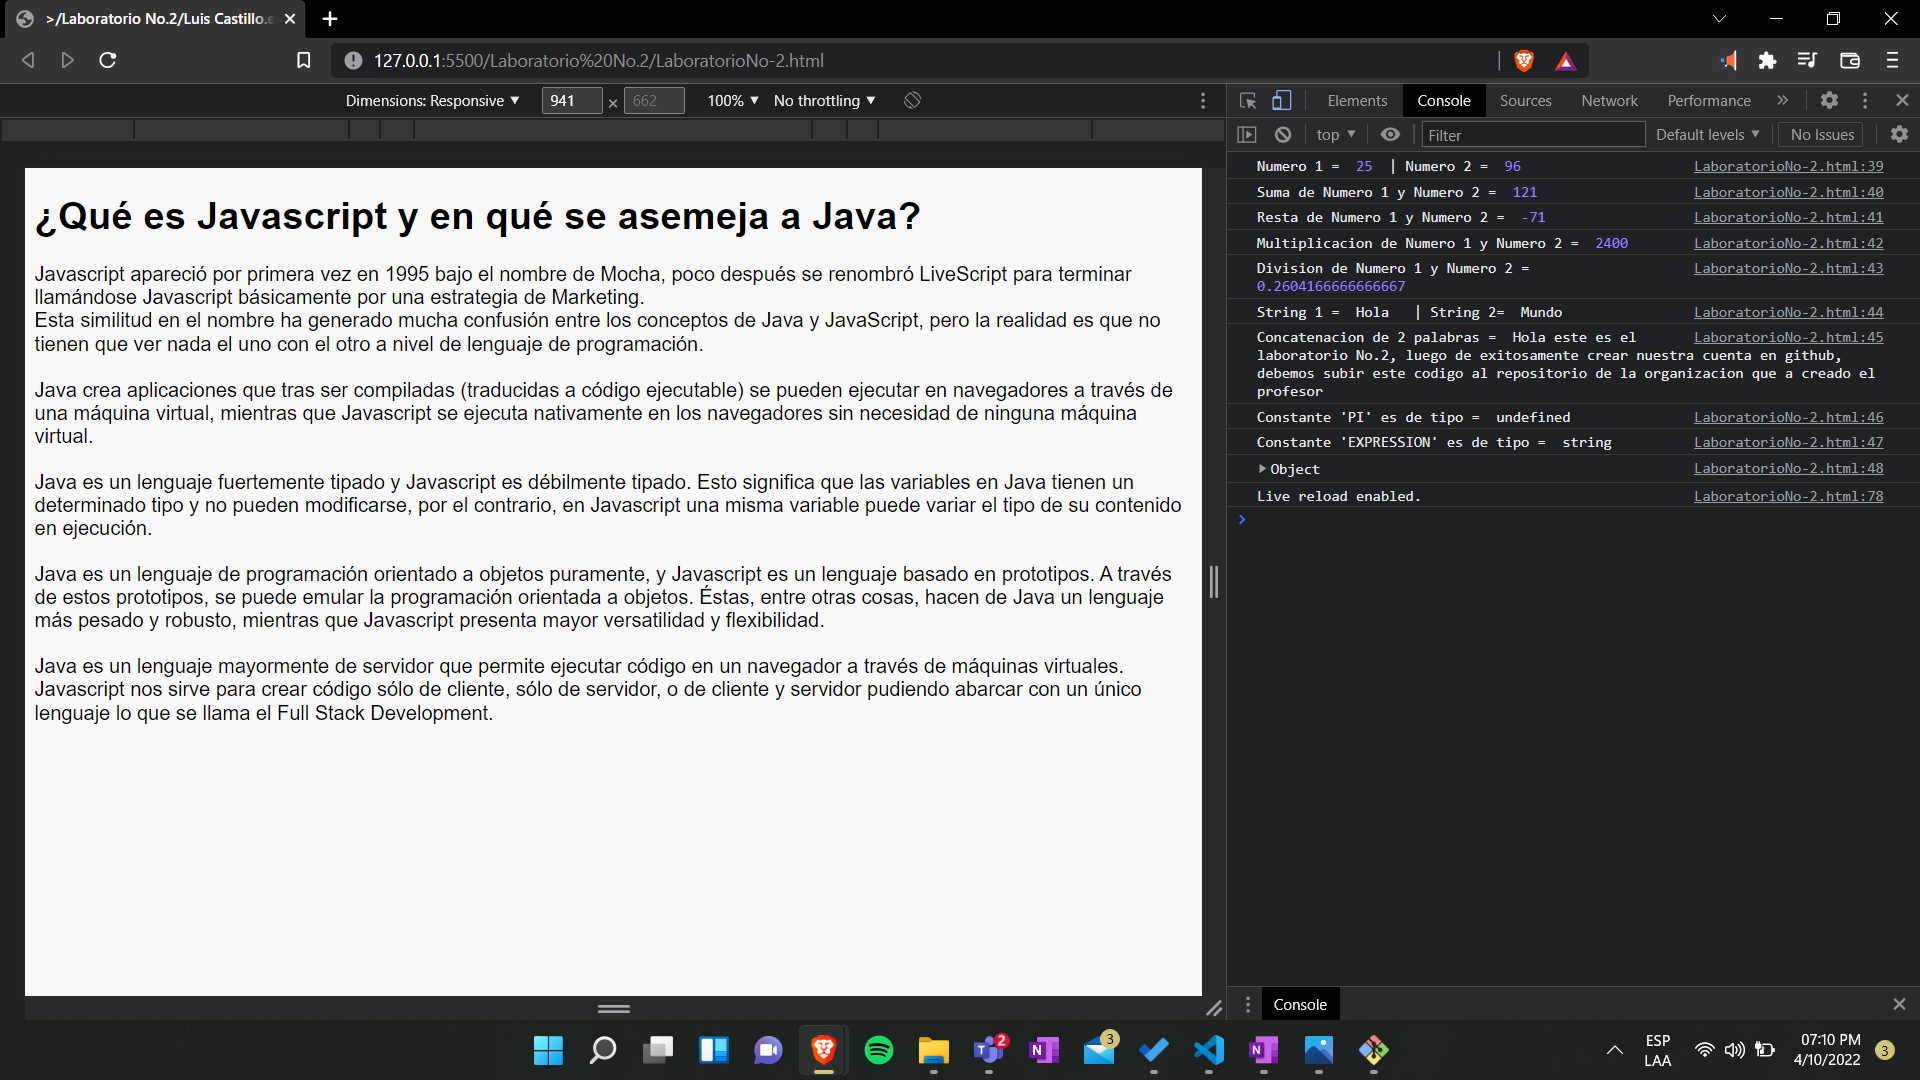 >/Laboratorio No.2/Luis Castillo.e
127.0.0.1:5500/Laboratorio%20No.2/LaboratorioNo-2.html
Dimensions: Responsive ▼ 941 × 662 100% ▼ No throttling ▼
Elements Console Sources Network Performance »
top ▼ Filter Default levels ▼ No Issues
¿Qué es Javascript y en qué se asemeja a Java?
Javascript apareció por primera vez en 1995 bajo el nombre de Mocha, poco después se renombró LiveScript para terminar
llamándose Javascript básicamente por una estrategia de Marketing.
Esta similitud en el nombre ha generado mucha confusión entre los conceptos de Java y JavaScript, pero la realidad es que no
tienen que ver nada el uno con el otro a nivel de lenguaje de programación.
Java crea aplicaciones que tras ser compiladas (traducidas a código ejecutable) se pueden ejecutar en navegadores a través de
una máquina virtual, mientras que Javascript se ejecuta nativamente en los navegadores sin necesidad de ninguna máquina
virtual.
Java es un lenguaje fuertemente tipado y Javascript es débilmente tipado. Esto significa que las variables en Java tienen un
determinado tipo y no pueden modificarse, por el contrario, en Javascript una misma variable puede variar el tipo de su contenido
en ejecución.
Java es un lenguaje de programación orientado a objetos puramente, y Javascript es un lenguaje basado en prototipos. A través
de estos prototipos, se puede emular la programación orientada a objetos. Éstas, entre otras cosas, hacen de Java un lenguaje
más pesado y robusto, mientras que Javascript presenta mayor versatilidad y flexibilidad.
Java es un lenguaje mayormente de servidor que permite ejecutar código en un navegador a través de máquinas virtuales.
Javascript nos sirve para crear código sólo de cliente, sólo de servidor, o de cliente y servidor pudiendo abarcar con un único
lenguaje lo que se llama el Full Stack Development.
Numero 1 =  25  | Numero 2 =  96 LaboratorioNo-2.html:39
Suma de Numero 1 y Numero 2 =  121 LaboratorioNo-2.html:40
Resta de Numero 1 y Numero 2 =  -71 LaboratorioNo-2.html:41
Multiplicacion de Numero 1 y Numero 2 =  2400 LaboratorioNo-2.html:42
Division de Numero 1 y Numero 2 = LaboratorioNo-2.html:43
0.2604166666666667
String 1 =  Hola   | String 2=  Mundo LaboratorioNo-2.html:44
Concatenacion de 2 palabras =  Hola este es el LaboratorioNo-2.html:45
laboratorio No.2, luego de exitosamente crear nuestra cuenta en github,
debemos subir este codigo al repositorio de la organizacion que a creado el
profesor
Constante 'PI' es de tipo =  undefined LaboratorioNo-2.html:46
Constante 'EXPRESSION' es de tipo =  string LaboratorioNo-2.html:47
Object LaboratorioNo-2.html:48
Live reload enabled. LaboratorioNo-2.html:78
Console
2
3
ESP
LAA
07:10 PM
4/10/2022
3